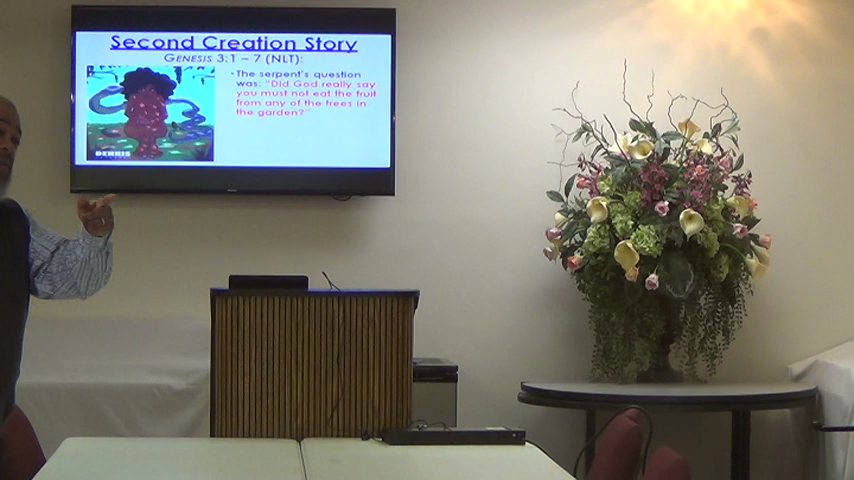 Second Creation Story
Genesis 3:1 – 7 (NLT):
• The serpent's question
was: "Did God really say
you must not eat the fruit
from any of the trees in
the garden?"
DENNIS